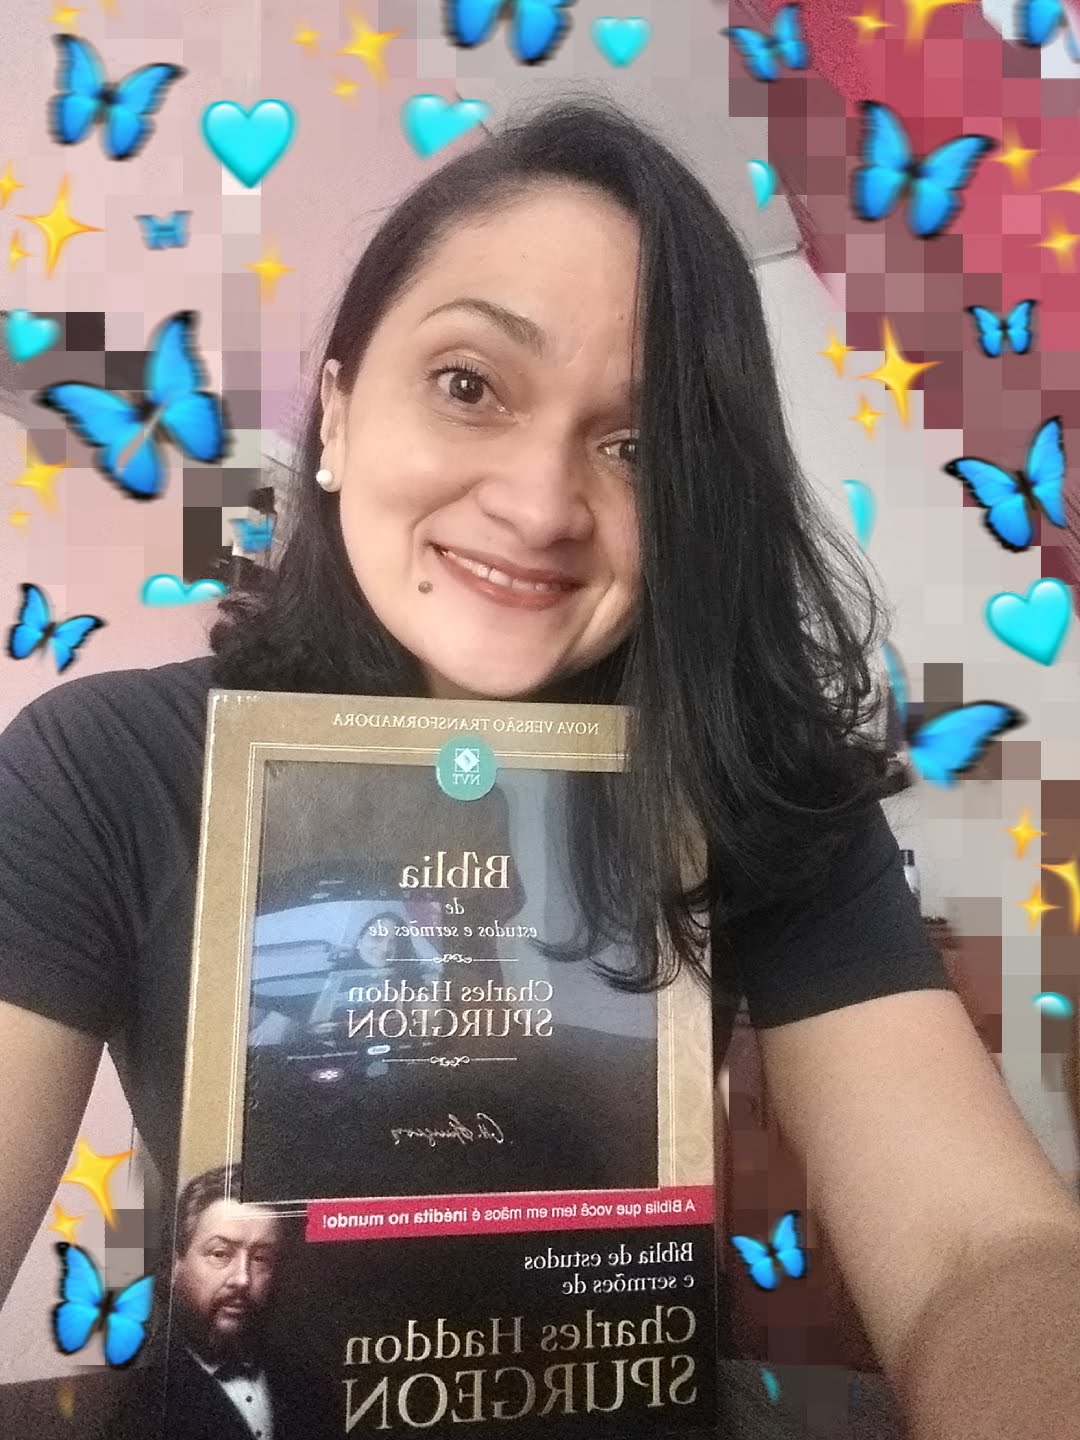 NOVA VERSÃO TRANSFORMADORA
NVT
Bíblia
de
estudos e sermões de
Charles Haddon
SPURGEON
A Bíblia que você tem em mãos é inédita no mundo!
Bíblia de estudos
e sermões de
Charles Haddon
SPURGEON